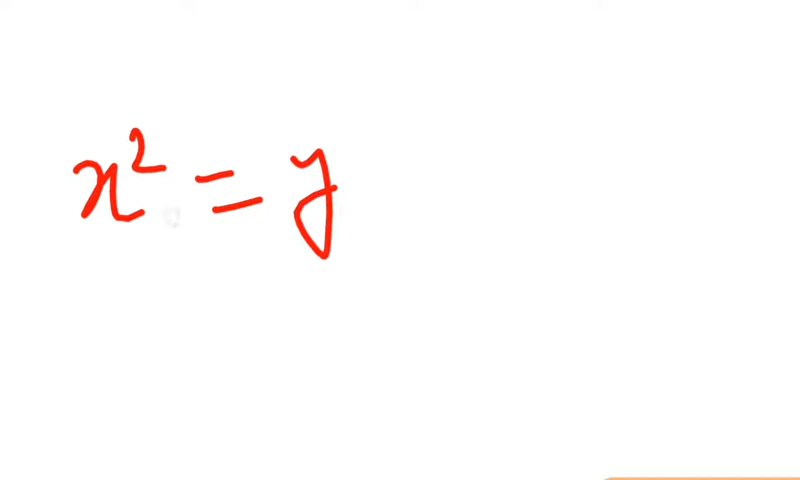 x² = y